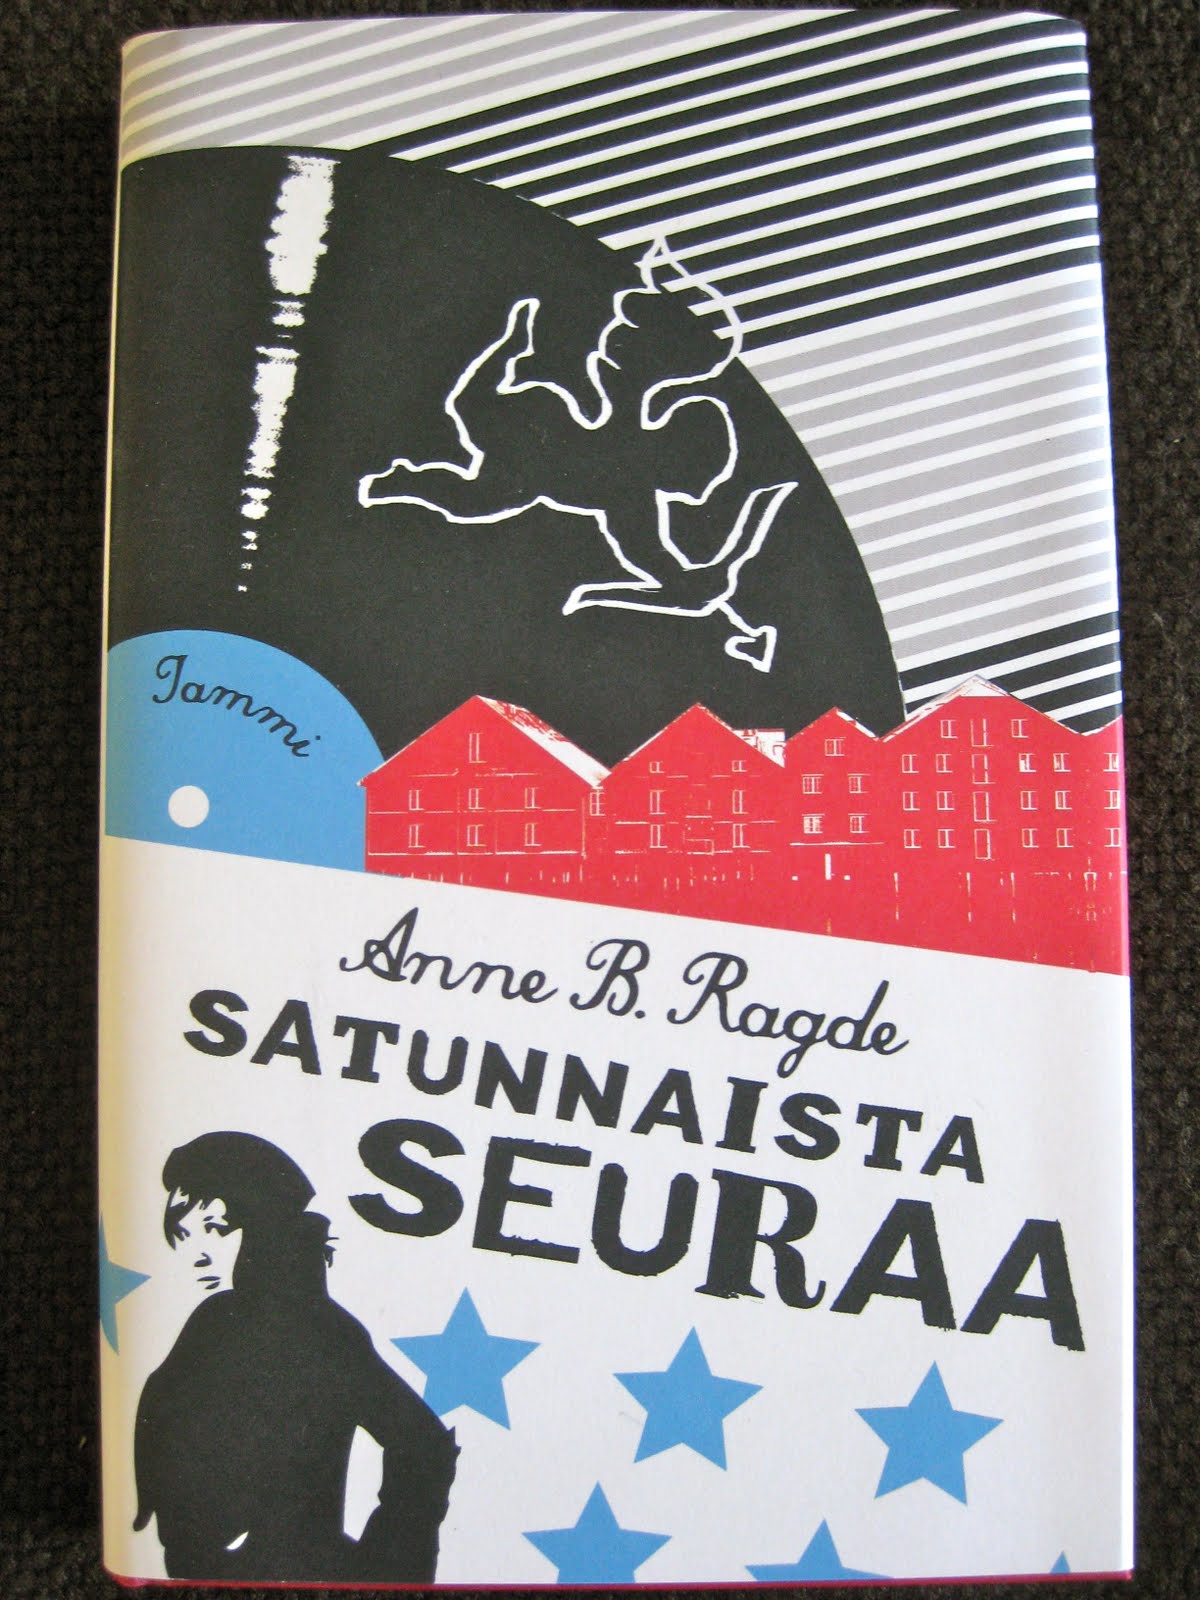 Tammi
Anne B. Ragde
SATUNNAISTA
SEURAA